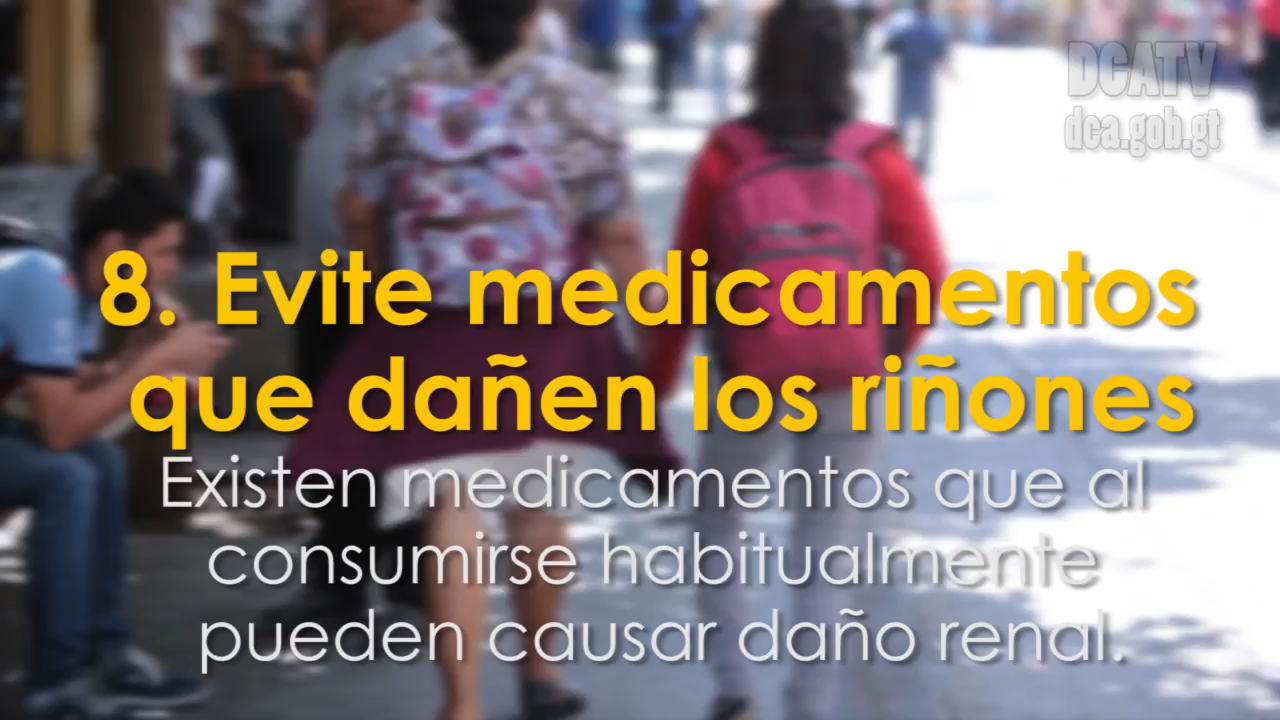 DCATV
dca.gob.gt
8. Evite medicamentos
que dañen los riñones
Existen medicamentos que al
consumirse habitualmente
pueden causar daño renal.